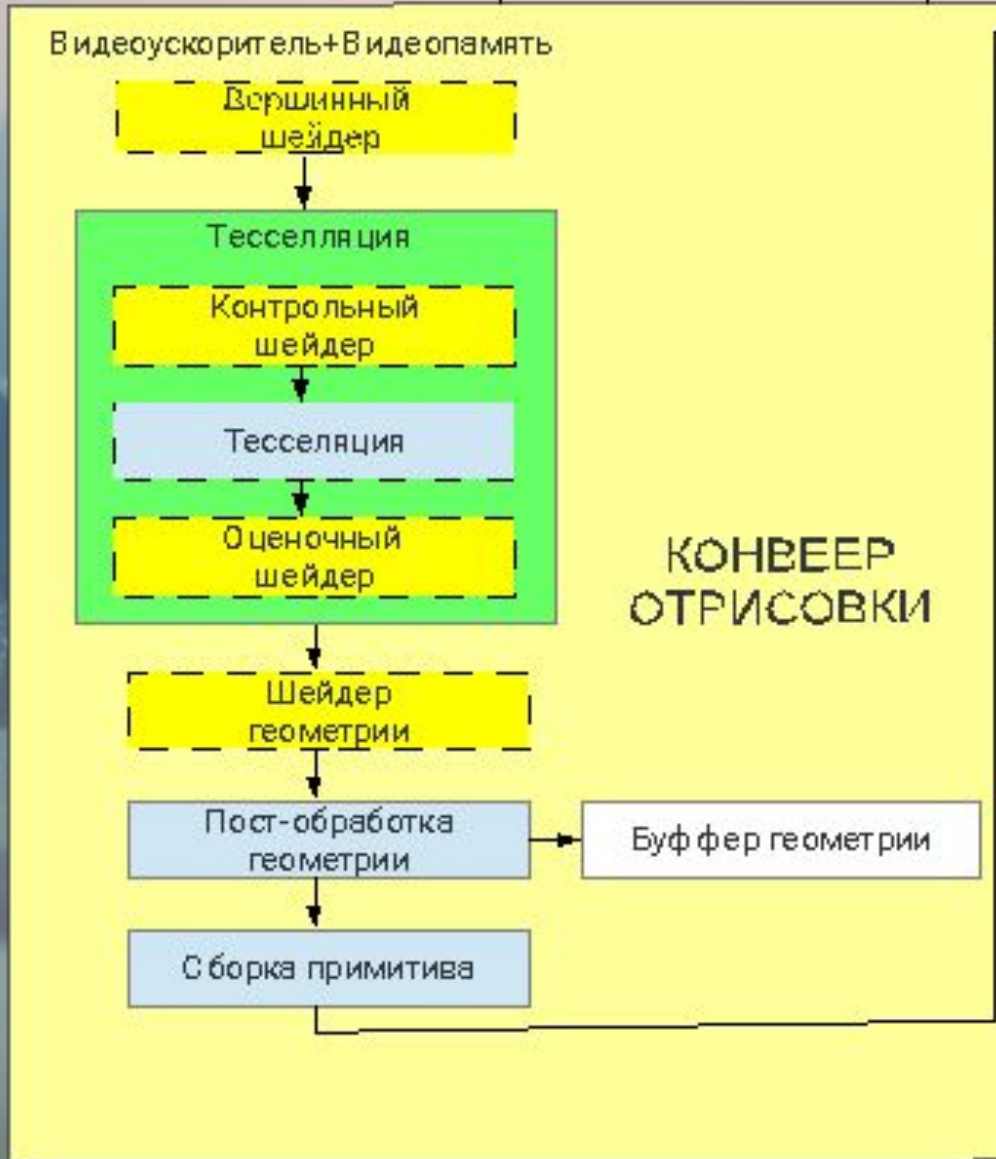 Видеоускоритель+Видеопамять
Вершинный
шейдер
Тесселляция
Контрольный
шейдер
Тесселяция
Оценочный
шейдер
КОНВЕЕР
ОТРИСОВКИ
Шейдер
геометрии
Пост-обработка
геометрии
Буффер геометрии
Сборка примитива